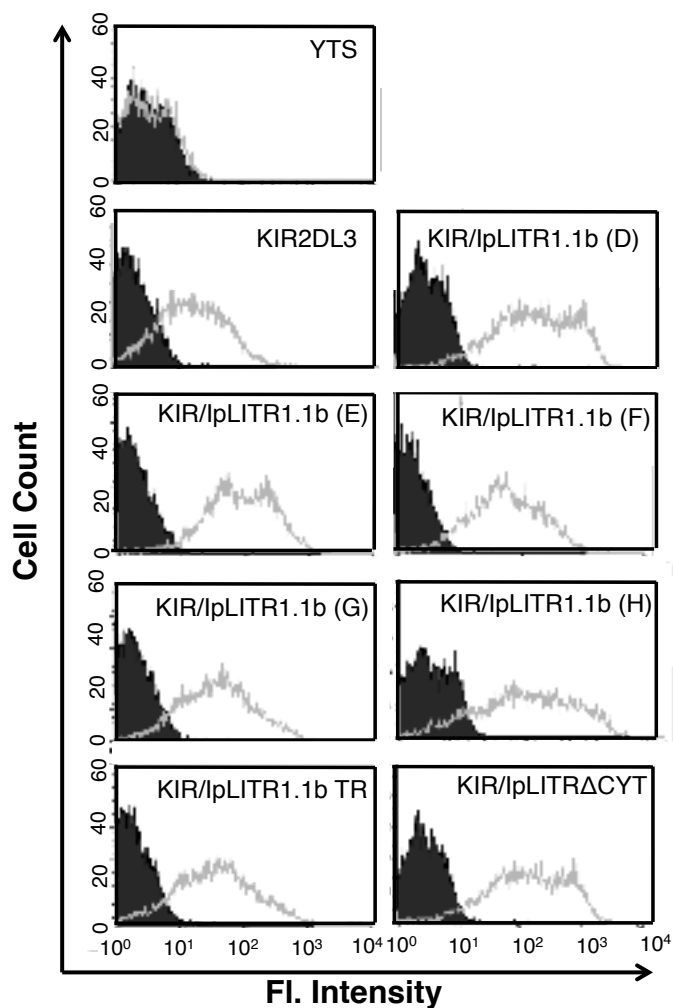 60
40
20
0
YTS
60
40
20
0
KIR2DL3
KIR/IpLITR1.1b (D)
60
40
20
0
KIR/IpLITR1.1b (E)
KIR/IpLITR1.1b (F)
60
40
20
0
KIR/IpLITR1.1b (G)
KIR/IpLITR1.1b (H)
60
40
20
0
KIR/IpLITR1.1b TR
KIR/IpLITRΔCYT
10⁰ 10¹ 10² 10³ 10⁴
10⁰ 10¹ 10² 10³ 10⁴
Cell Count
Fl. Intensity